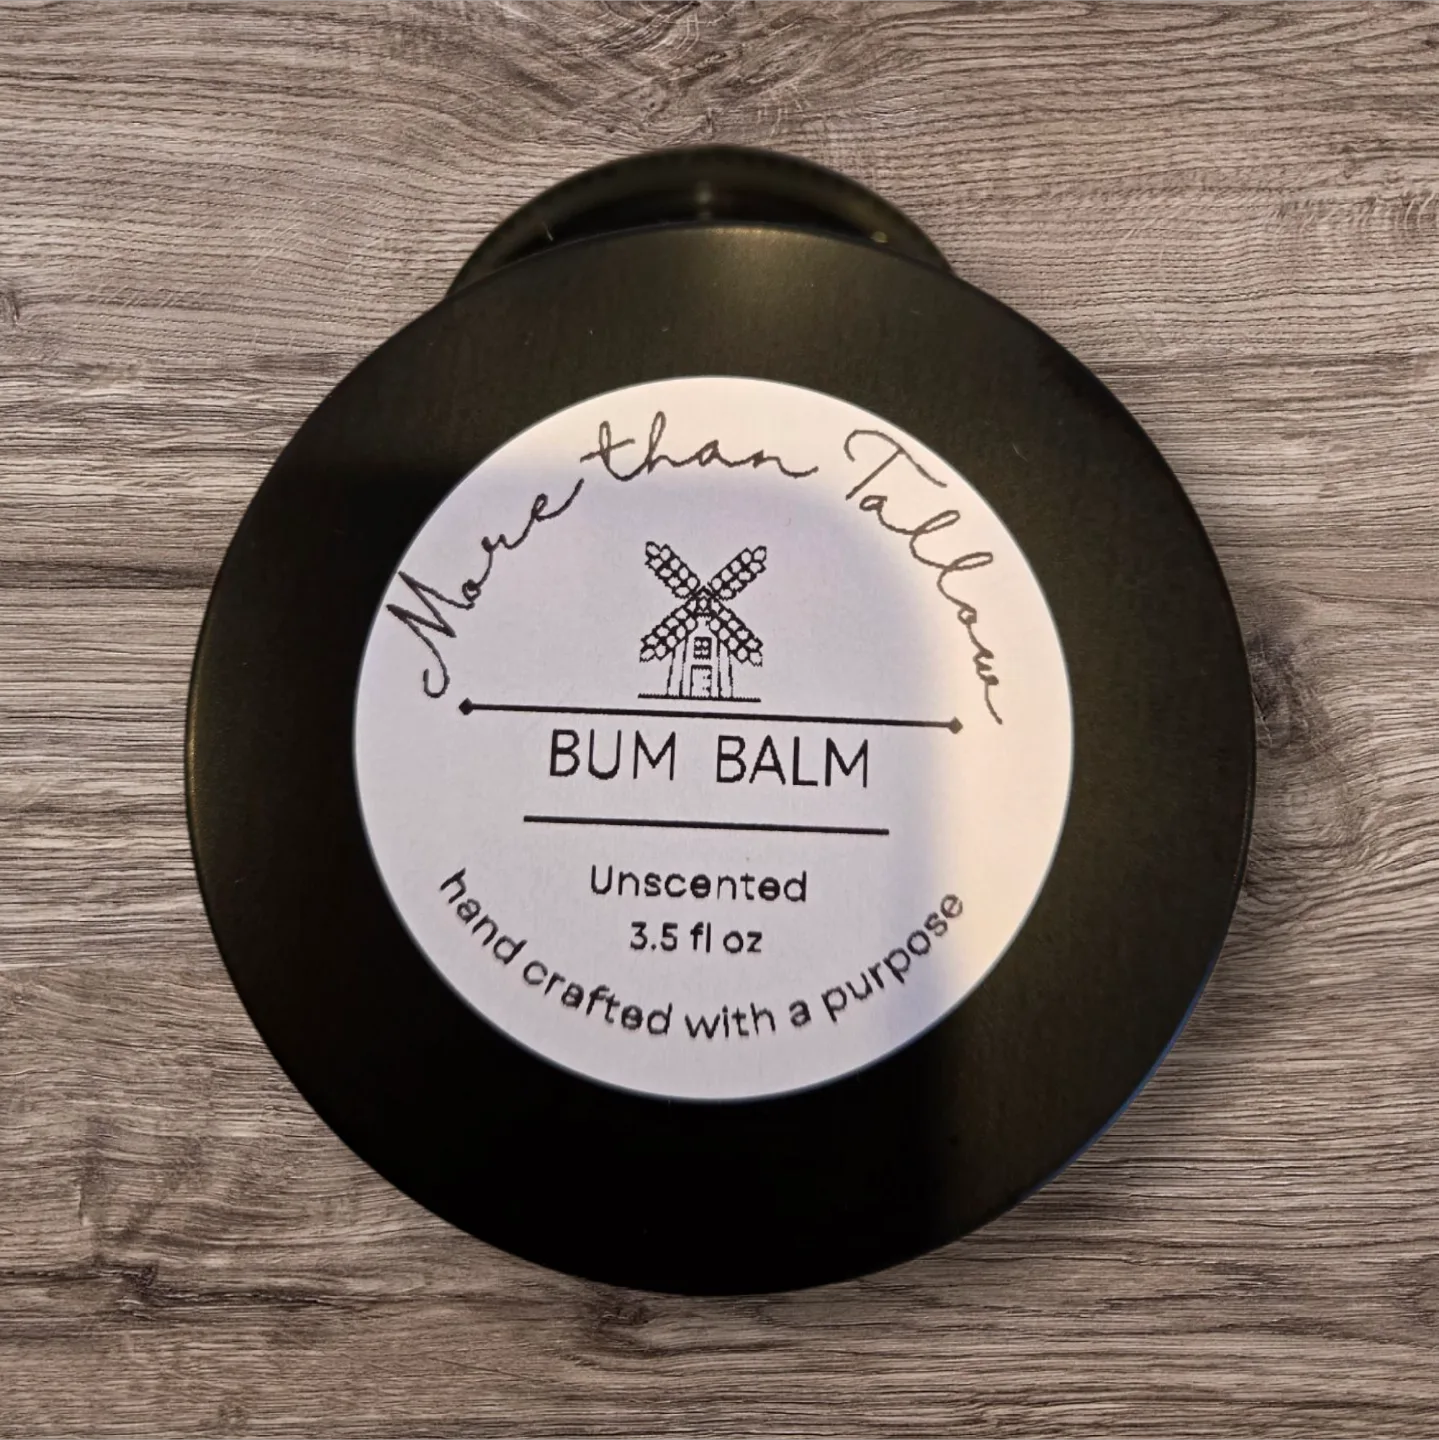 More than Tallow
BUM BALM
Unscented
3.5 fl oz
hand crafted with a purpose